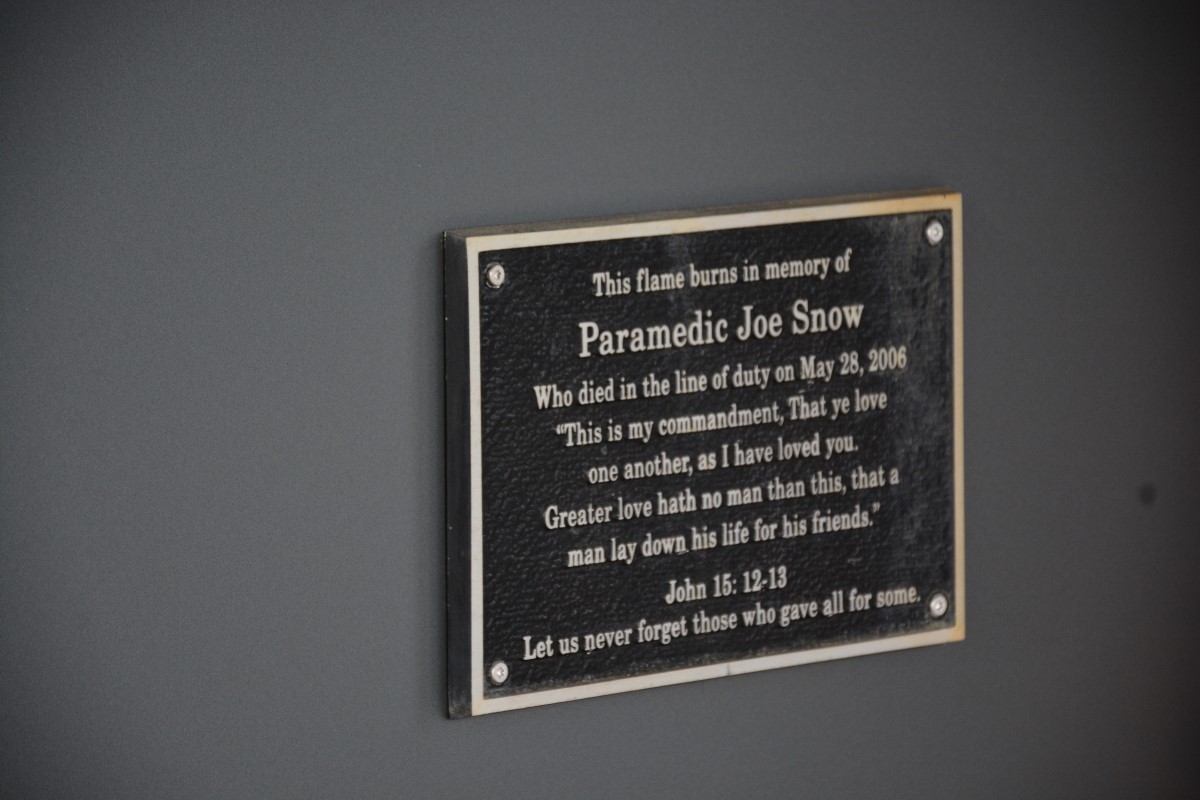 This flame burns in memory of
Paramedic Joe Snow
Who died in the line of duty on May 28, 2006
“This is my commandment, That ye love
one another, as I have loved you.
Greater love hath no man than this, that a
man lay down his life for his friends.”
John 15: 12-13
Let us never forget those who gave all for some.